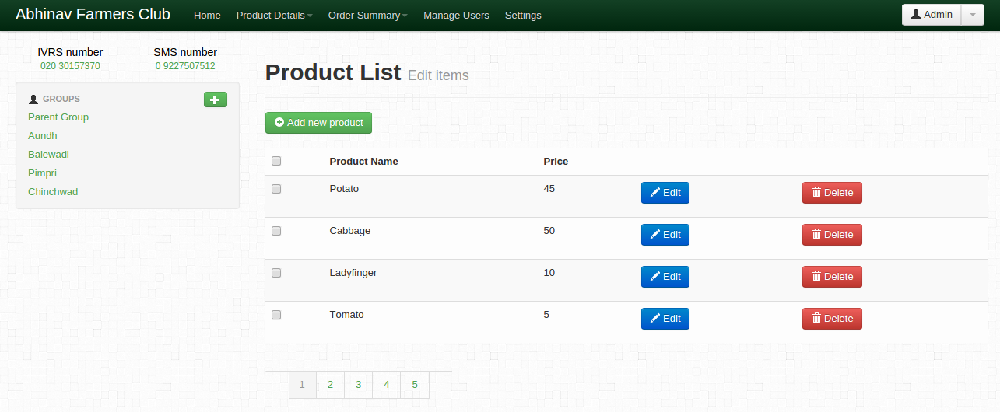 Abhinav Farmers Club Home Product Details Order Summary Manage Users Settings Admin
IVRS number SMS number
020 30157370 0 9227507512
GROUPS
Parent Group
Aundh
Balewadi
Pimpri
Chinchwad
Product List Edit items
Add new product
Product Name Price
Potato 45 Edit Delete
Cabbage 50 Edit Delete
Ladyfinger 10 Edit Delete
Tomato 5 Edit Delete
1 2 3 4 5